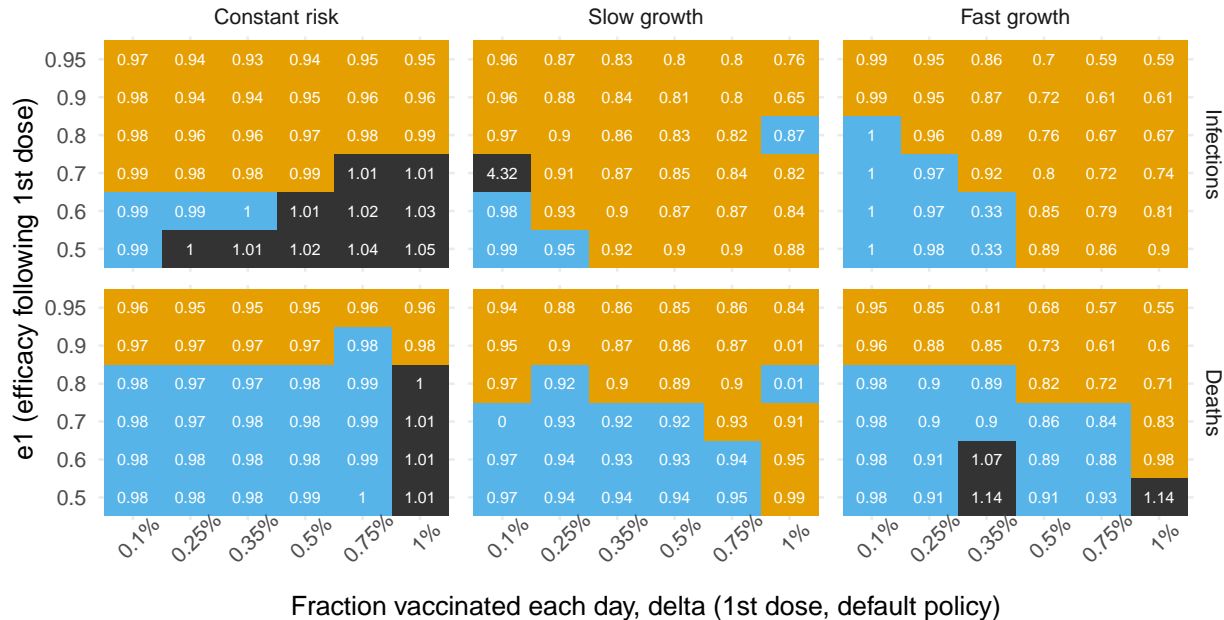 Constant risk Slow growth Fast growth
0.95 0.97 0.94 0.93 0.94 0.95 0.95 0.96 0.87 0.83 0.8 0.8 0.76 0.99 0.95 0.86 0.7 0.59 0.59
0.9 0.98 0.94 0.94 0.95 0.96 0.96 0.96 0.88 0.84 0.81 0.8 0.65 0.99 0.95 0.87 0.72 0.61 0.61
0.8 0.98 0.96 0.96 0.97 0.98 0.99 0.97 0.9 0.86 0.83 0.82 0.87 1 0.96 0.89 0.76 0.67 0.67
0.7 0.99 0.98 0.98 0.99 1.01 1.01 4.32 0.91 0.87 0.85 0.84 0.82 1 0.97 0.92 0.8 0.72 0.74
0.6 0.99 0.99 1 1.01 1.02 1.03 0.98 0.93 0.9 0.87 0.87 0.84 1 0.97 0.33 0.85 0.79 0.81
0.5 0.99 1 1.01 1.02 1.04 1.05 0.99 0.95 0.92 0.9 0.9 0.88 1 0.98 0.33 0.89 0.86 0.9
Infections
0.95 0.96 0.95 0.95 0.95 0.96 0.96 0.94 0.88 0.86 0.85 0.86 0.84 0.95 0.85 0.81 0.68 0.57 0.55
0.9 0.97 0.97 0.97 0.97 0.98 0.98 0.95 0.9 0.87 0.86 0.87 0.01 0.96 0.88 0.85 0.73 0.61 0.6
0.8 0.98 0.97 0.97 0.98 0.99 1 0.97 0.92 0.9 0.89 0.9 0.01 0.98 0.9 0.89 0.82 0.72 0.71
0.7 0.98 0.97 0.98 0.98 0.99 1.01 0 0.93 0.92 0.92 0.93 0.91 0.98 0.9 0.9 0.86 0.84 0.83
0.6 0.98 0.98 0.98 0.98 0.99 1.01 0.97 0.94 0.93 0.93 0.94 0.95 0.98 0.91 1.07 0.89 0.88 0.98
0.5 0.98 0.98 0.98 0.99 1 1.01 0.97 0.94 0.94 0.94 0.95 0.99 0.98 0.91 1.14 0.91 0.93 1.14
Deaths
0.1% 0.25% 0.35% 0.5% 0.75% 1% 0.1% 0.25% 0.35% 0.5% 0.75% 1% 0.1% 0.25% 0.35% 0.5% 0.75% 1%
e1 (efficacy following 1st dose)
Fraction vaccinated each day, delta (1st dose, default policy)